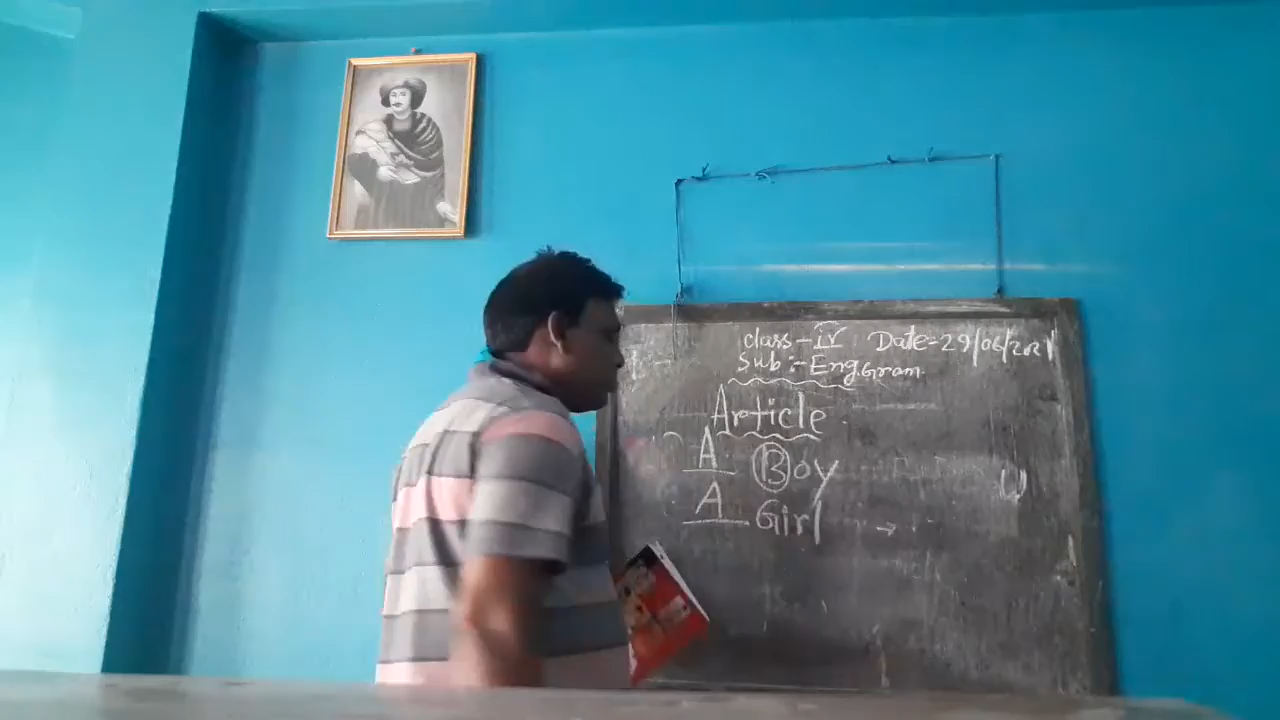 class - IV Date - 29/06/2021
Sub :- Eng. Gram.
Article
A Boy
A Girl